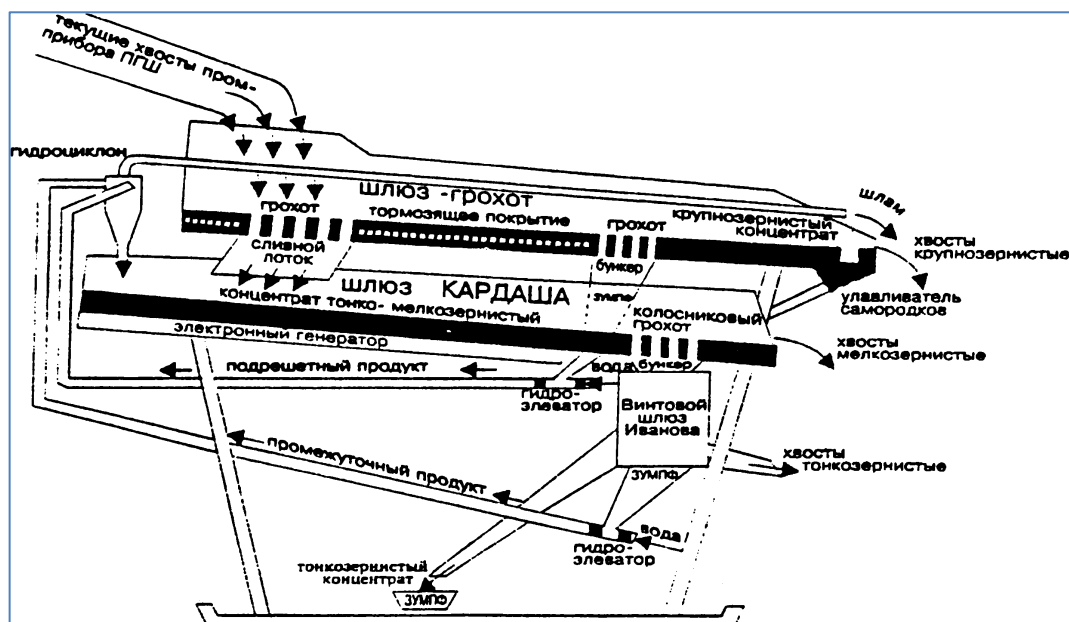 текущие хвосты пром-
прибора ПГШ
гидроциклон
шлюз-грохот
шлам
грохот
тормозящее покрытие
грохот
крупнозернистый
концентрат
хвосты
крупнозернистые
сливной
лоток
бункер
шлюз КАРДАША
зумпф
улавливатель
самородков
концентрат тонко-мелкозернистый
колосниковый
грохот
электронный генератор
хвосты
мелкозернистые
бункер
подрешетный продукт
вода
гидро-
элеватор
Винтовой
шлюз
Иванова
хвосты
тонкозернистые
промежуточный продукт
ЗУМПФ
вода
гидро-
элеватор
тонкозернистый
концентрат
ЗУМПФ